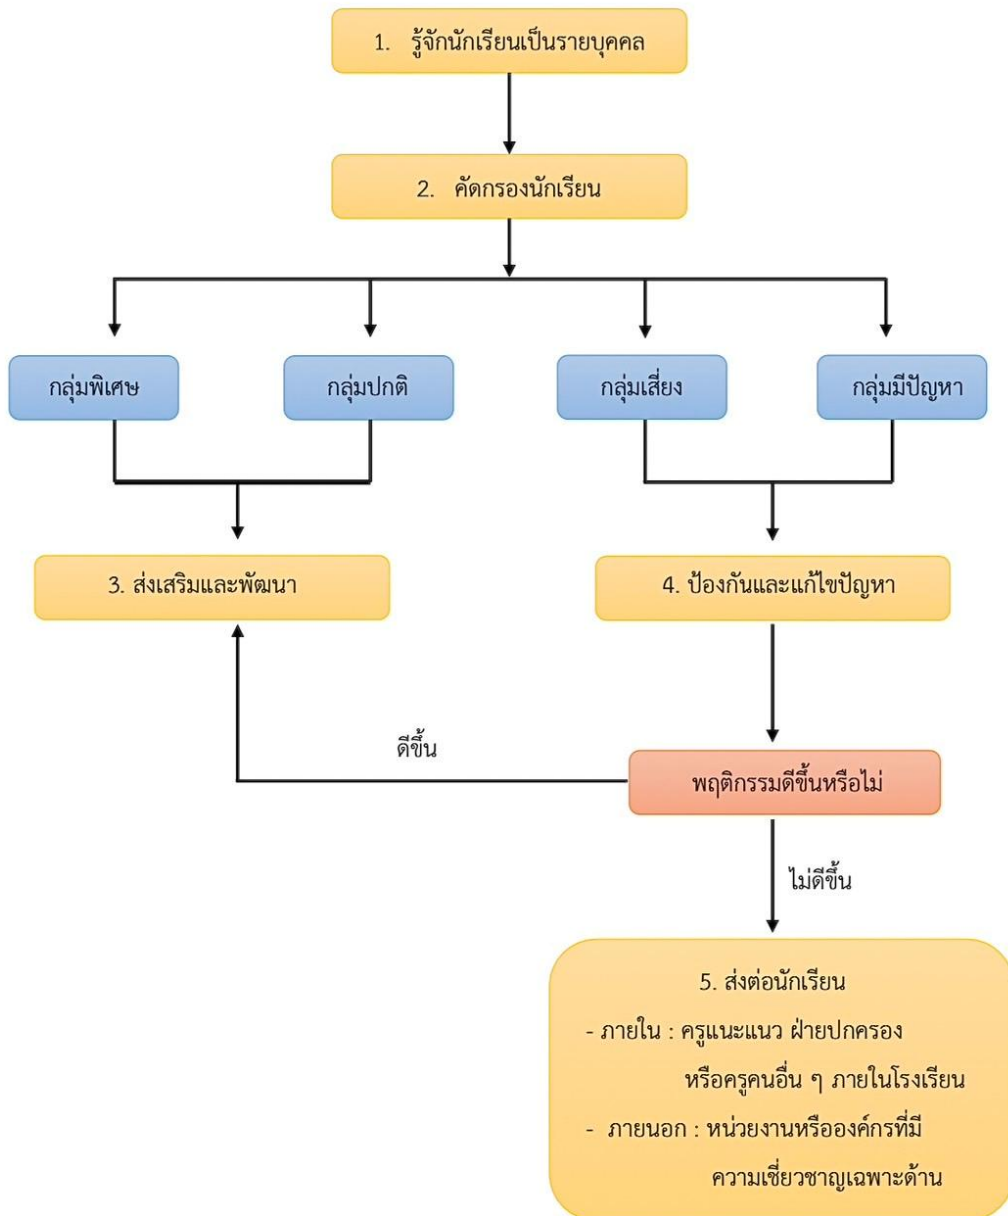 1. รู้จักนักเรียนเป็นรายบุคคล
2. คัดกรองนักเรียน
กลุ่มพิเศษ
กลุ่มปกติ
กลุ่มเสี่ยง
กลุ่มมีปัญหา
3. ส่งเสริมและพัฒนา
4. ป้องกันและแก้ไขปัญหา
ดีขึ้น
พฤติกรรมดีขึ้นหรือไม่
ไม่ดีขึ้น
5. ส่งต่อนักเรียน
- ภายใน : ครูแนะแนว ฝ่ายปกครอง
หรือครูคนอื่น ๆ ภายในโรงเรียน
- ภายนอก : หน่วยงานหรือองค์กรที่มี
ความเชี่ยวชาญเฉพาะด้าน